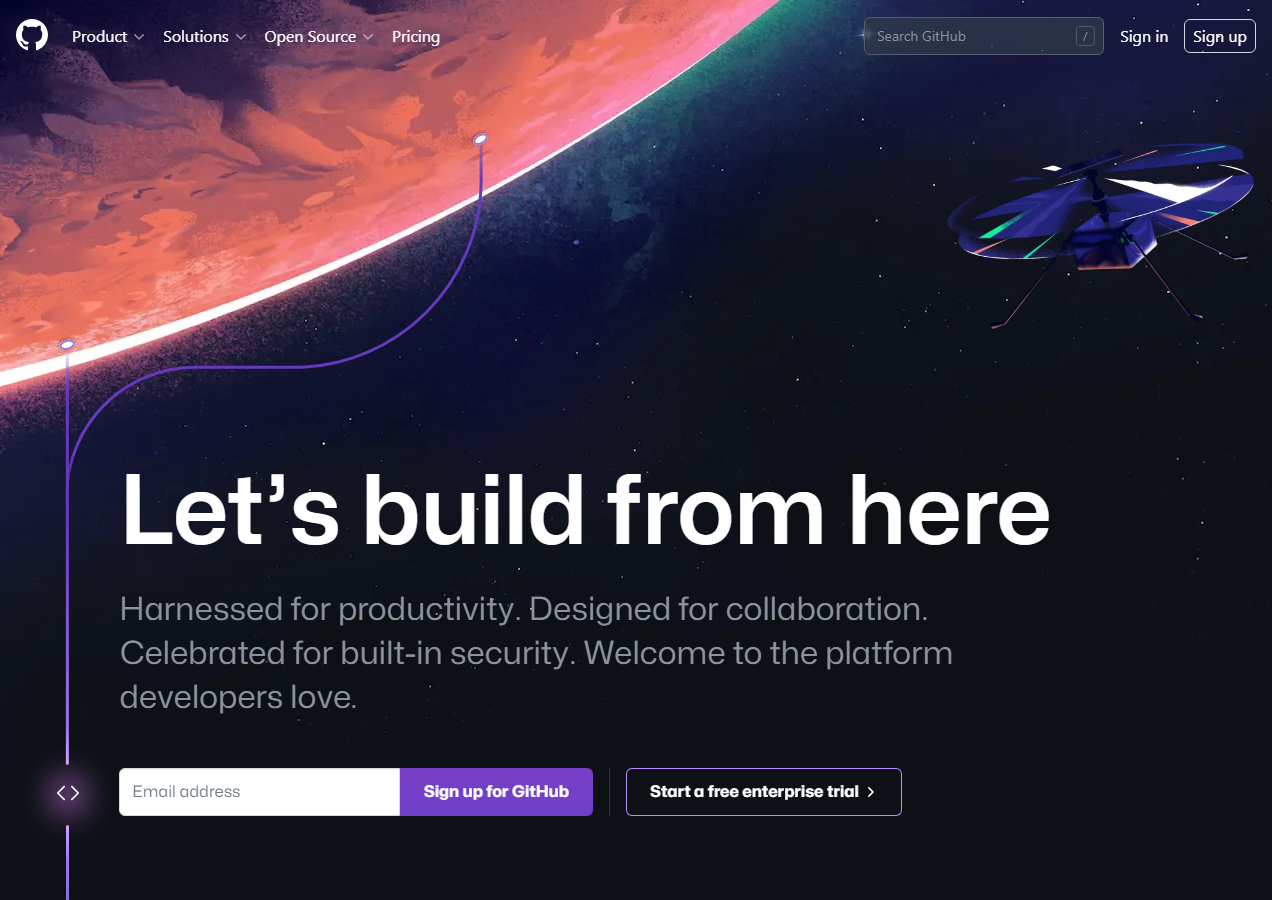 Product Solutions Open Source Pricing Search GitHub / Sign in Sign up
Let’s build from here
Harnessed for productivity. Designed for collaboration.
Celebrated for built-in security. Welcome to the platform
developers love.
Email address Sign up for GitHub Start a free enterprise trial